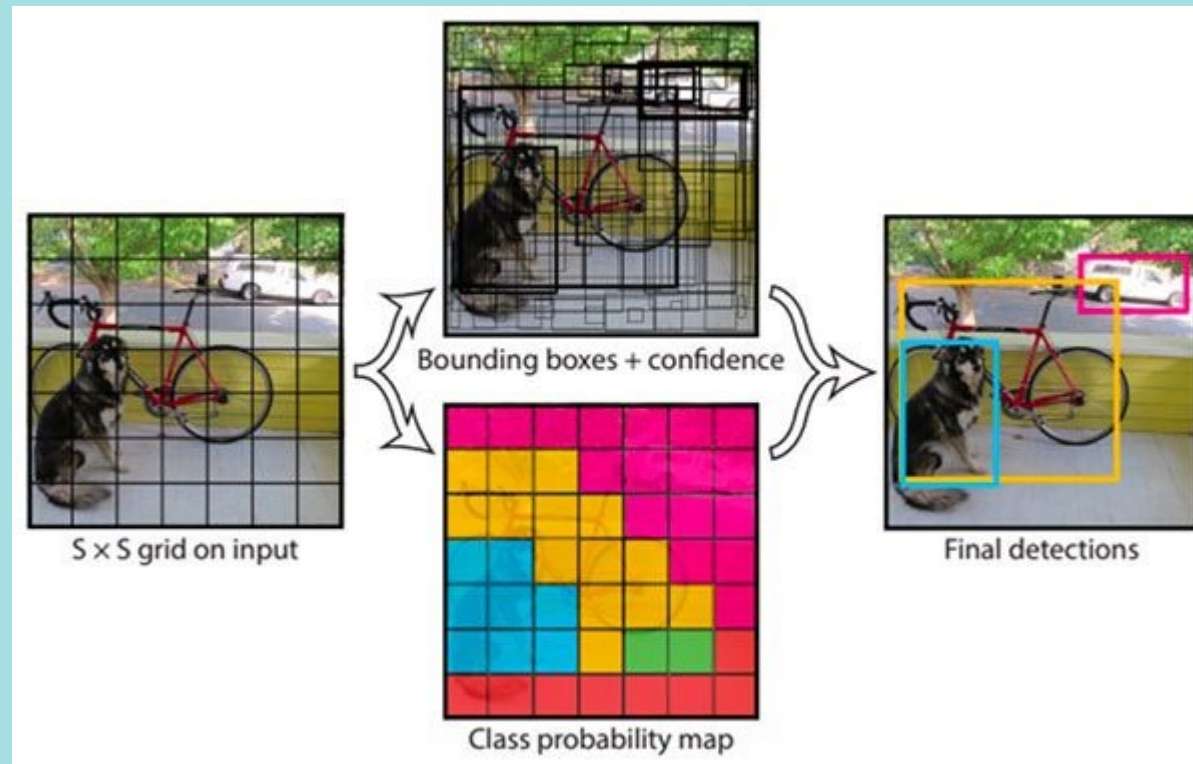 Bounding boxes + confidence
S × S grid on input
Final detections
Class probability map